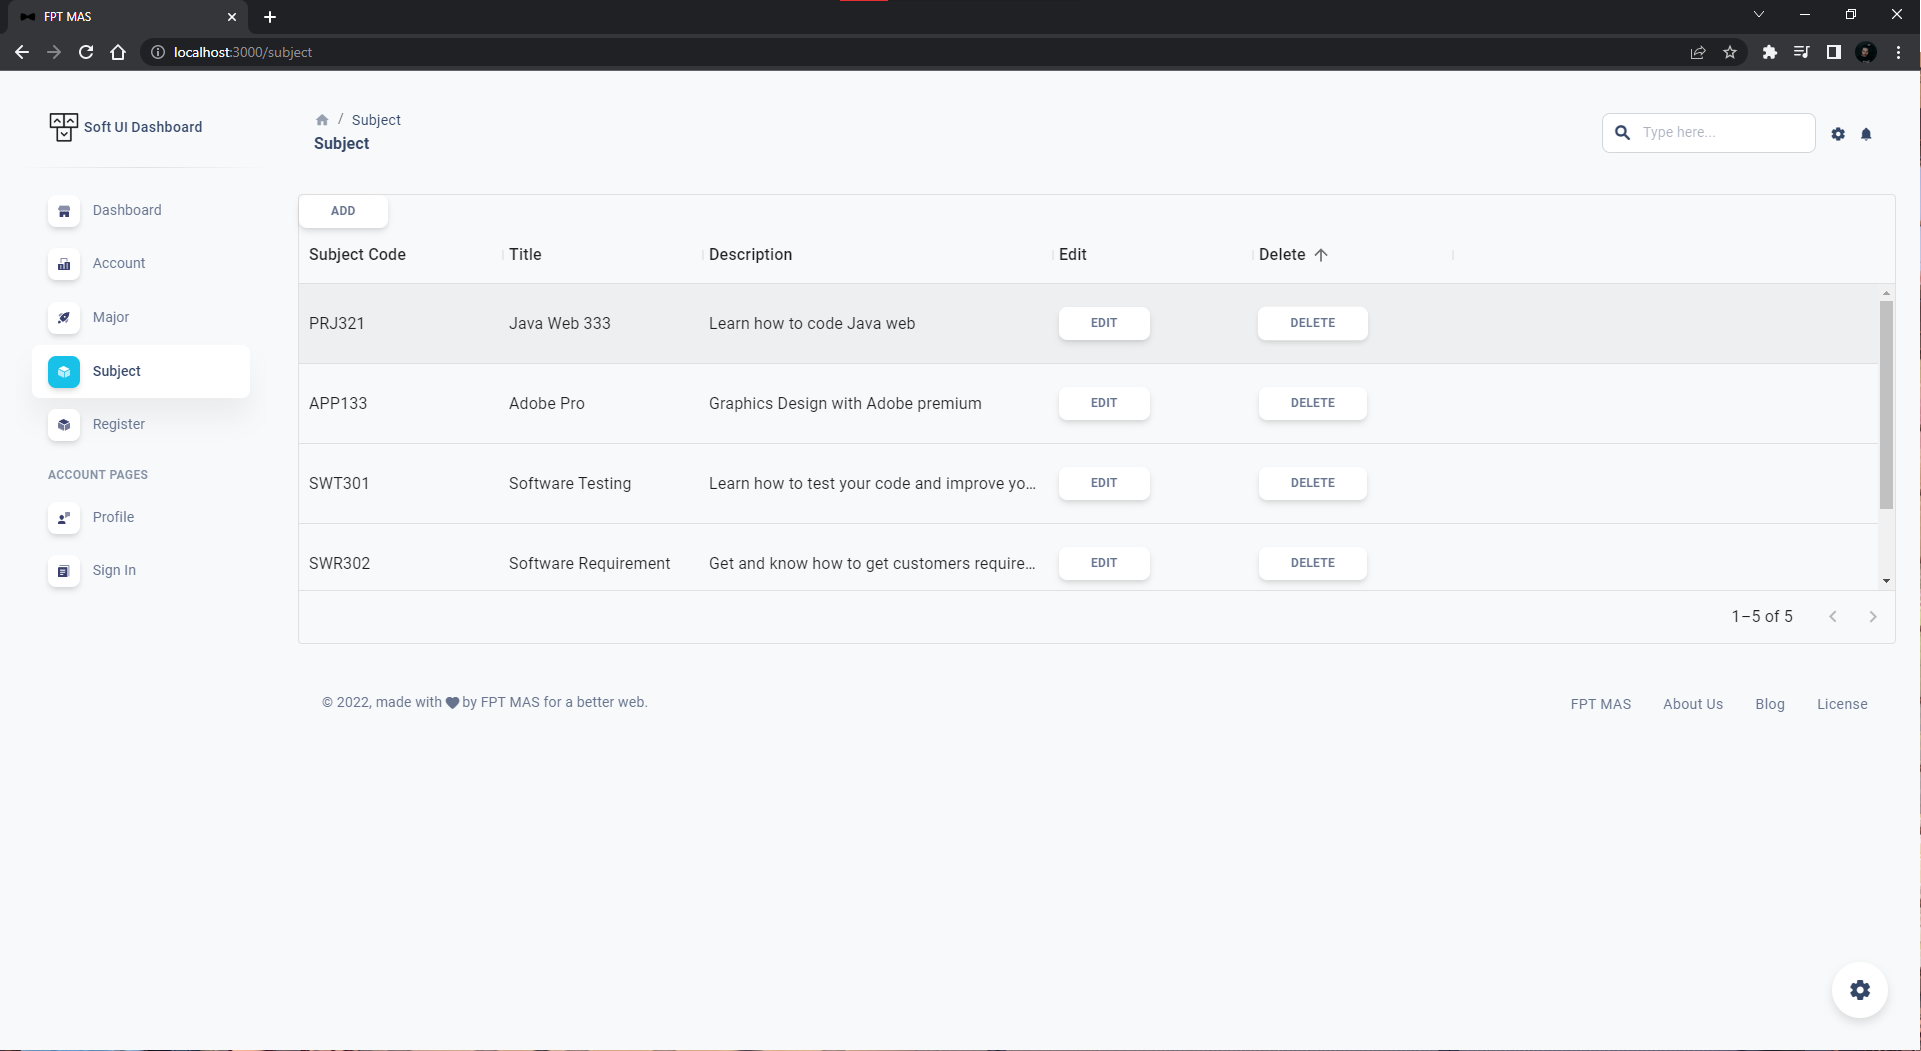 FPT MAS
localhost:3000/subject
Soft UI Dashboard
/ Subject
Subject
Type here...
Dashboard
Account
Major
Subject
Register
ACCOUNT PAGES
Profile
Sign In
ADD
Subject Code Title Description Edit Delete
PRJ321 Java Web 333 Learn how to code Java web EDIT DELETE
APP133 Adobe Pro Graphics Design with Adobe premium EDIT DELETE
SWT301 Software Testing Learn how to test your code and improve yo... EDIT DELETE
SWR302 Software Requirement Get and know how to get customers require... EDIT DELETE
1–5 of 5
© 2022, made with by FPT MAS for a better web.
FPT MAS About Us Blog License